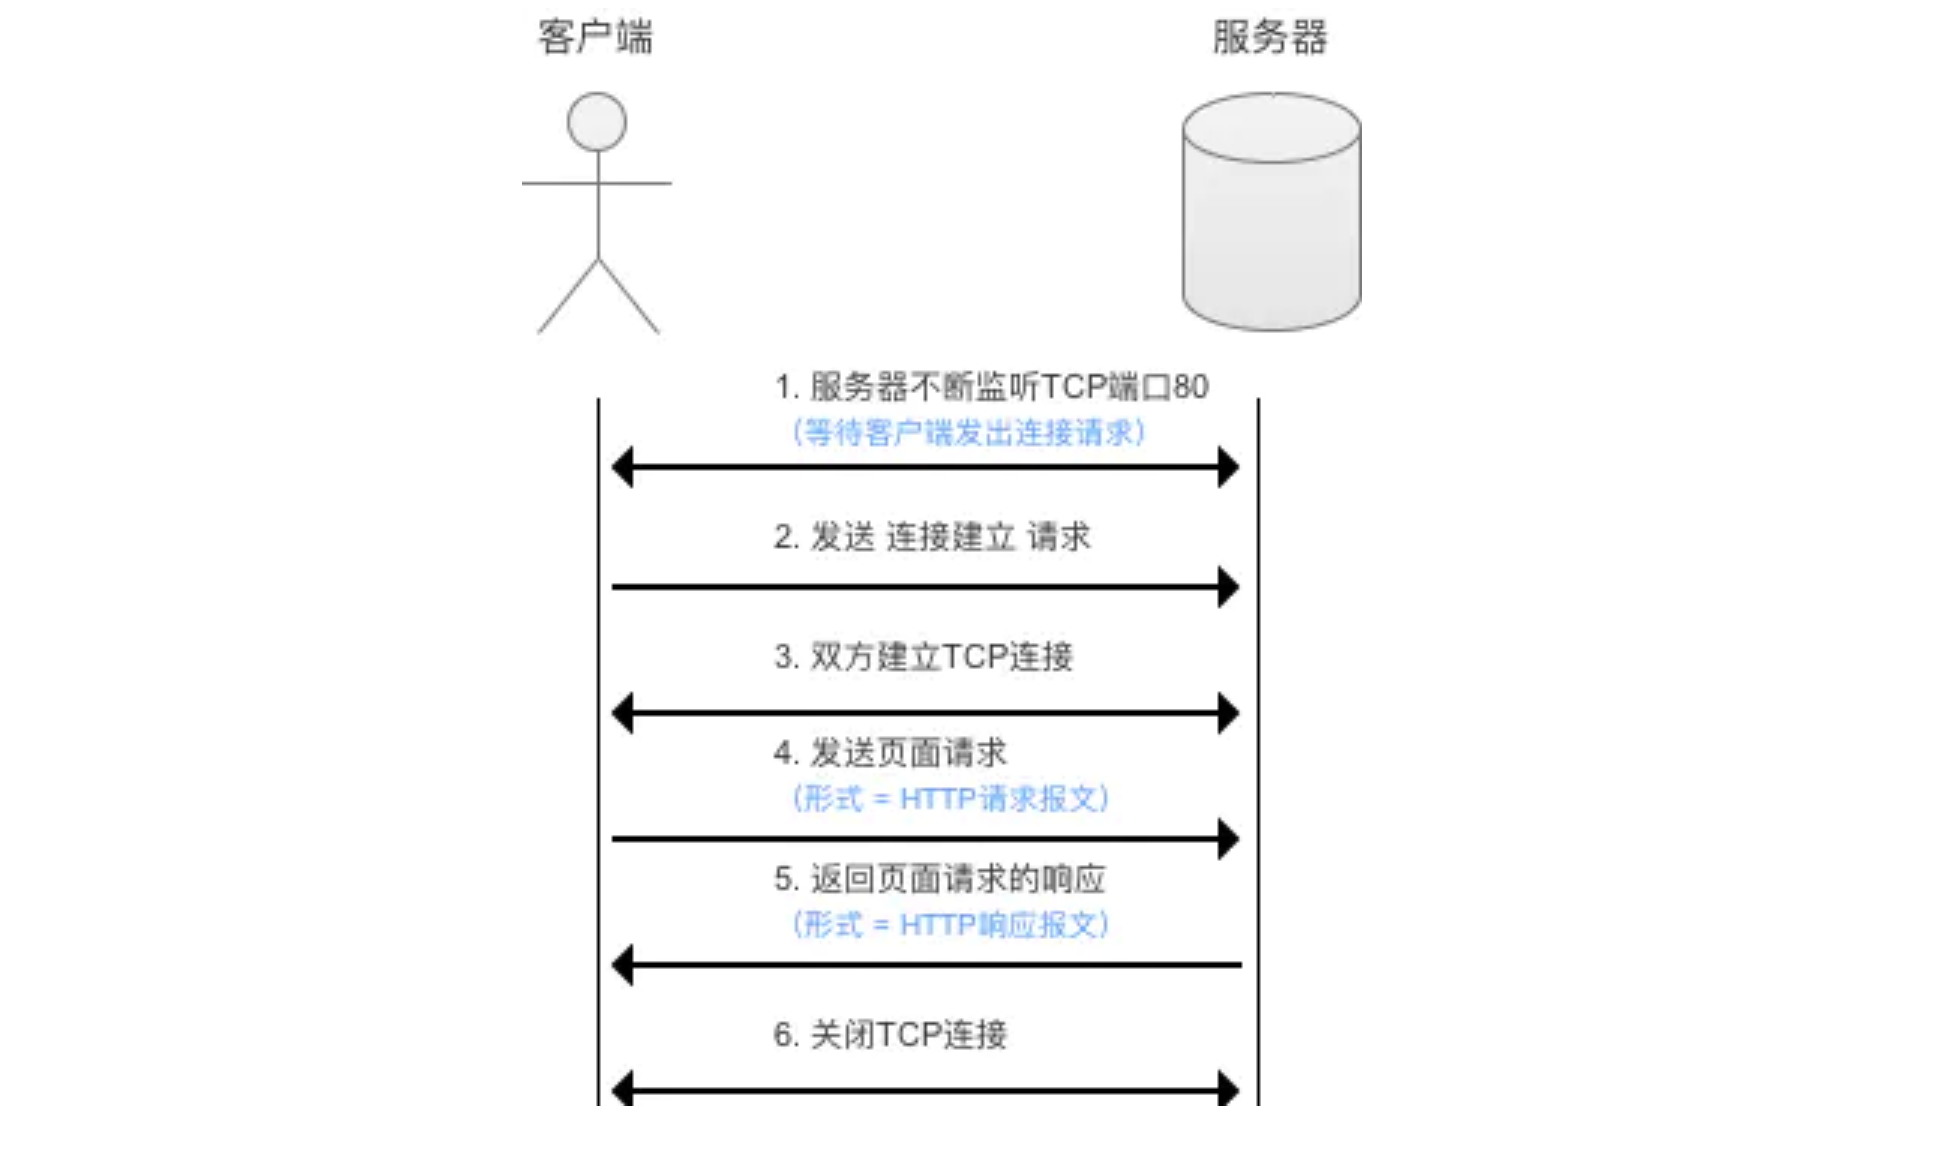 客户端
服务器
1. 服务器不断监听TCP端口80
（等待客户端发出连接请求）
2. 发送 连接建立 请求
3. 双方建立TCP连接
4. 发送页面请求
（形式 = HTTP请求报文）
5. 返回页面请求的响应
（形式 = HTTP响应报文）
6. 关闭TCP连接